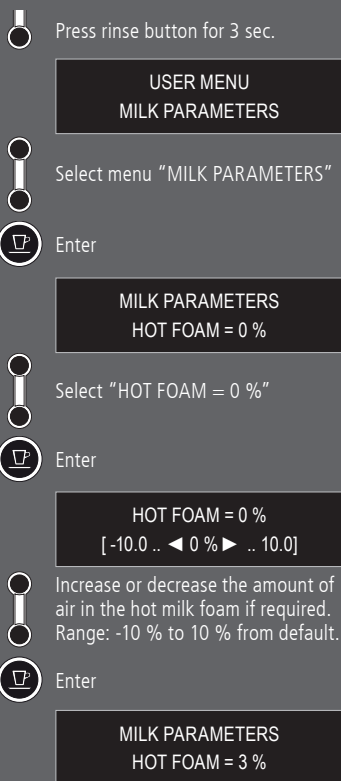 Press rinse button for 3 sec.
USER MENU
MILK PARAMETERS
Select menu “MILK PARAMETERS”
Enter
MILK PARAMETERS
HOT FOAM = 0 %
Select “HOT FOAM = 0 %”
Enter
HOT FOAM = 0 %
[ -10.0 .. ◄ 0 % ► .. 10.0]
Increase or decrease the amount of
air in the hot milk foam if required.
Range: -10 % to 10 % from default.
Enter
MILK PARAMETERS
HOT FOAM = 3 %